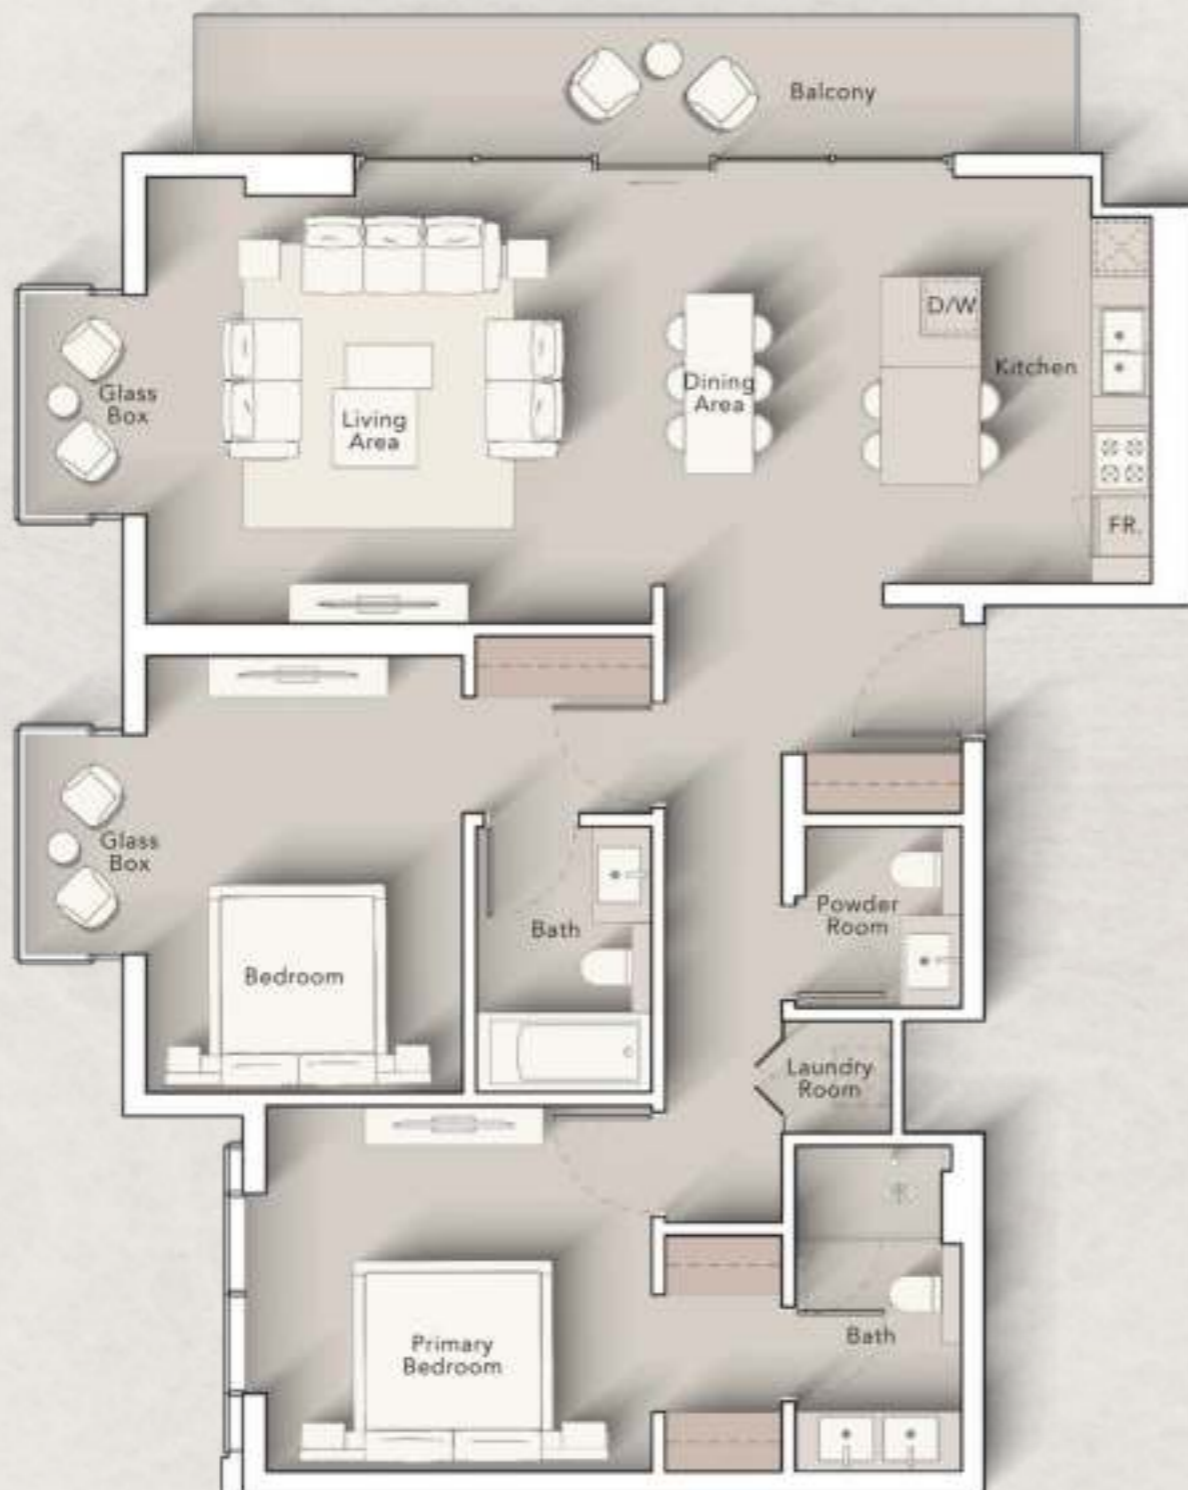 Balcony
D/W
Kitchen
Glass
Box
Dining
Area
Living
Area
FR.
Glass
Box
Powder
Room
Bath
Bedroom
Laundry
Room
Bath
Primary
Bedroom